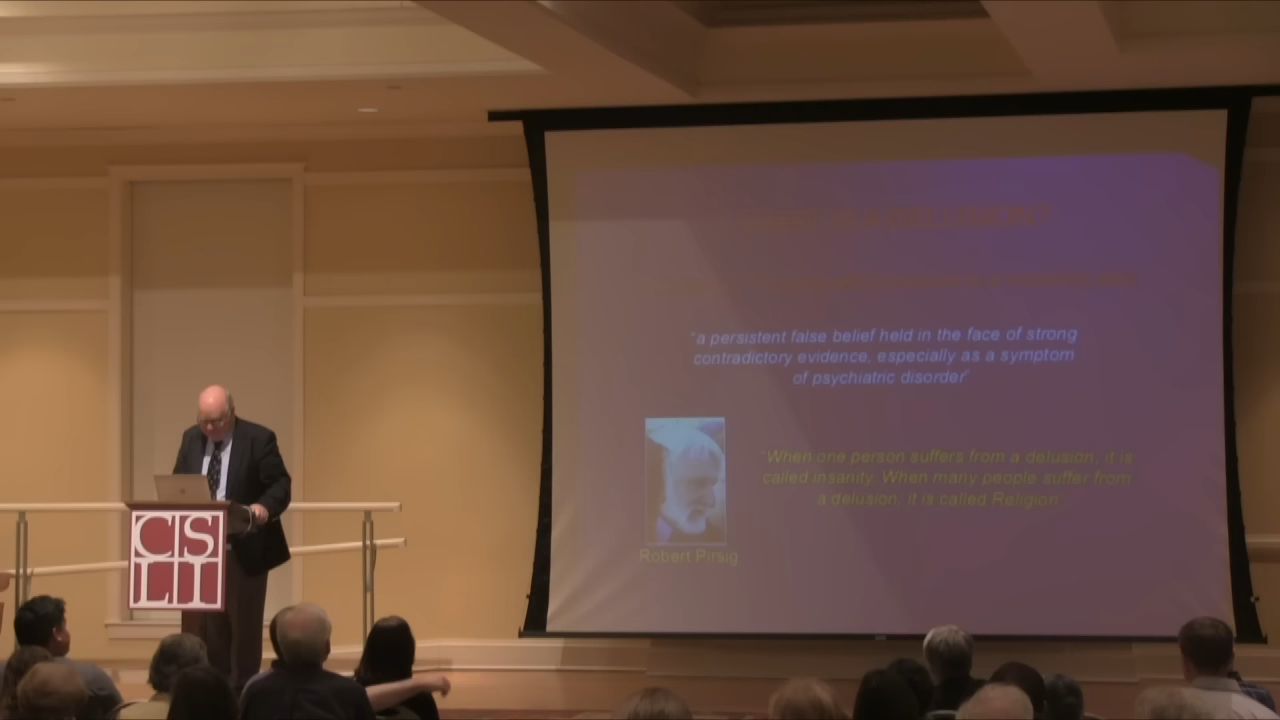 CS
LI
A DELUSION?
"a persistent false belief held in the face of strong
contradictory evidence, especially as a symptom
of psychiatric disorder"
"When one person suffers from a delusion, it is
called insanity. When many people suffer from
a delusion, it is called Religion
Robert Pirsig